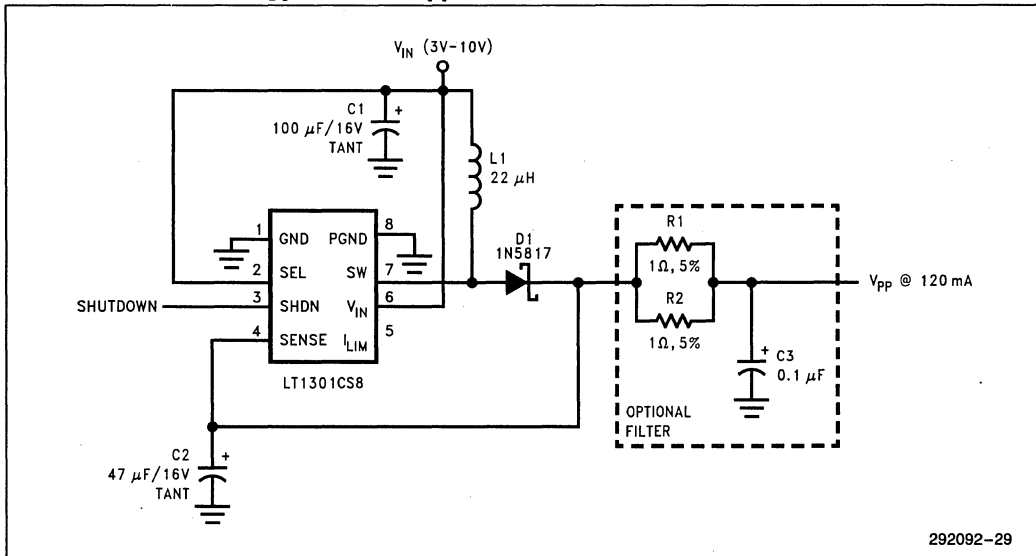 V_IN (3V-10V)
C1 +
100 μF/16V
TANT
L1
22 μH
1 GND PGND 8
2 SEL SW 7
SHUTDOWN 3 SHDN V_IN 6
4 SENSE I_LIM 5
LT1301CS8
D1
1N5817
R1
1Ω, 5%
R2
1Ω, 5%
V_PP @ 120 mA
+ C3
0.1 μF
OPTIONAL
FILTER
C2 +
47 μF/16V
TANT
292092-29